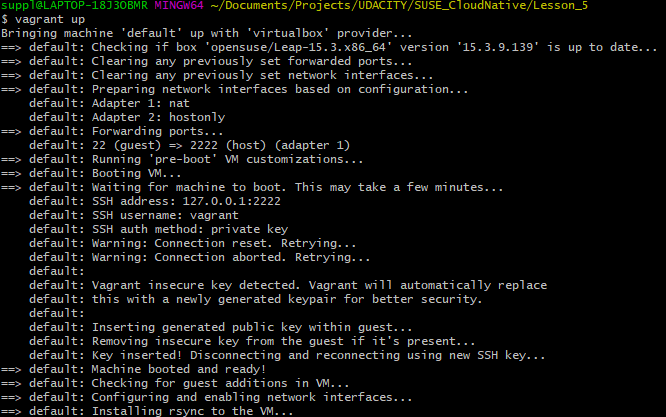 suppl@LAPTOP-18J3OBMR MINGW64 ~/Documents/Projects/UDACITY/SUSE_CloudNative/Lesson_5
$ vagrant up
Bringing machine 'default' up with 'virtualbox' provider...
==> default: Checking if box 'opensuse/Leap-15.3.x86_64' version '15.3.9.139' is up to date...
==> default: Clearing any previously set forwarded ports...
==> default: Clearing any previously set network interfaces...
==> default: Preparing network interfaces based on configuration...
    default: Adapter 1: nat
    default: Adapter 2: hostonly
==> default: Forwarding ports...
    default: 22 (guest) => 2222 (host) (adapter 1)
==> default: Running 'pre-boot' VM customizations...
==> default: Booting VM...
==> default: Waiting for machine to boot. This may take a few minutes...
    default: SSH address: 127.0.0.1:2222
    default: SSH username: vagrant
    default: SSH auth method: private key
    default: Warning: Connection reset. Retrying...
    default: Warning: Connection aborted. Retrying...
    default:
    default: Vagrant insecure key detected. Vagrant will automatically replace
    default: this with a newly generated keypair for better security.
    default:
    default: Inserting generated public key within guest...
    default: Removing insecure key from the guest if it's present...
    default: Key inserted! Disconnecting and reconnecting using new SSH key...
==> default: Machine booted and ready!
==> default: Checking for guest additions in VM...
==> default: Configuring and enabling network interfaces...
==> default: Installing rsync to the VM...